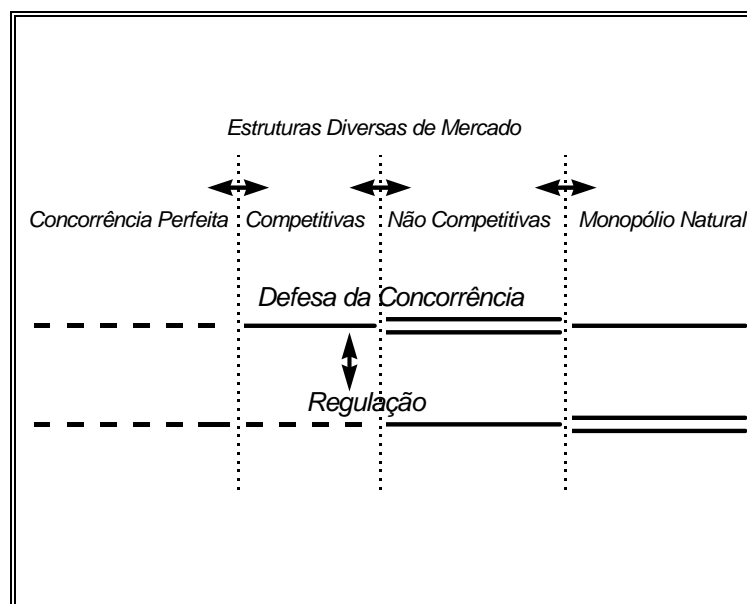 Estruturas Diversas de Mercado
Concorrência Perfeita Competitivas Não Competitivas Monopólio Natural
Defesa da Concorrência
Regulação